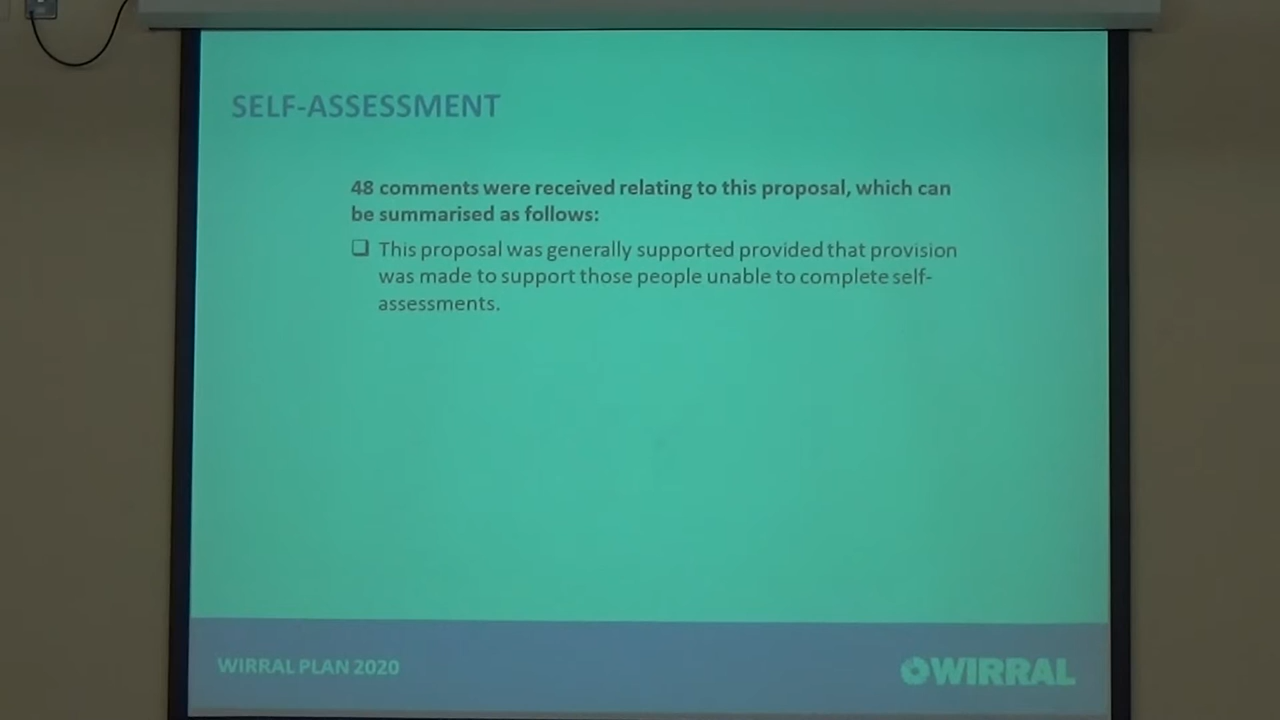 SELF-ASSESSMENT
48 comments were received relating to this proposal, which can
be summarised as follows:
❑ This proposal was generally supported provided that provision
was made to support those people unable to complete self-
assessments.
WIRRAL PLAN 2020
WIRRAL